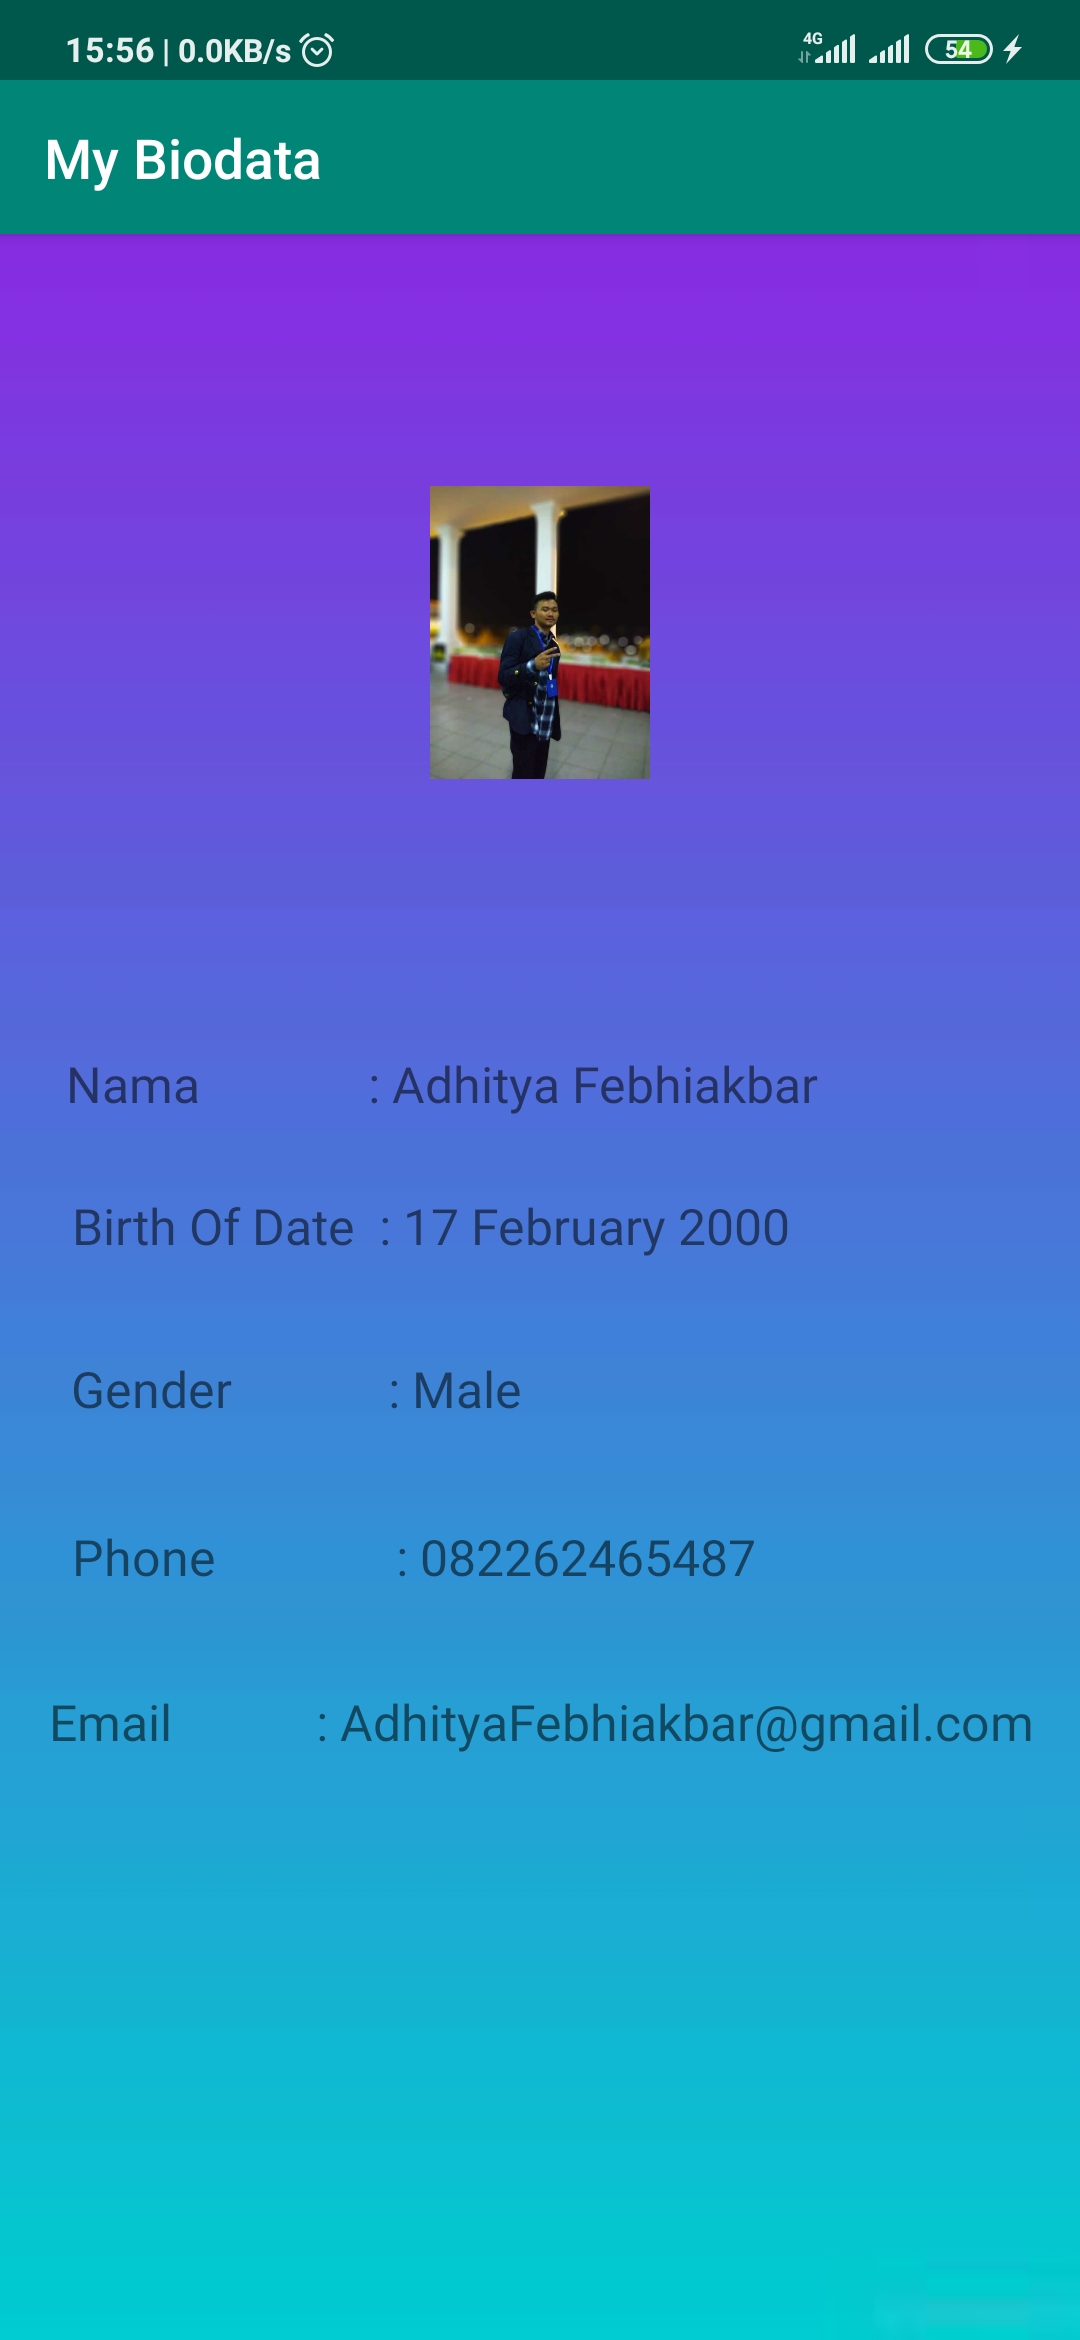 15:56 | 0.0KB/s 4G 54
My Biodata
Nama : Adhitya Febhiakbar
Birth Of Date : 17 February 2000
Gender : Male
Phone : 082262465487
Email : AdhityaFebhiakbar@gmail.com